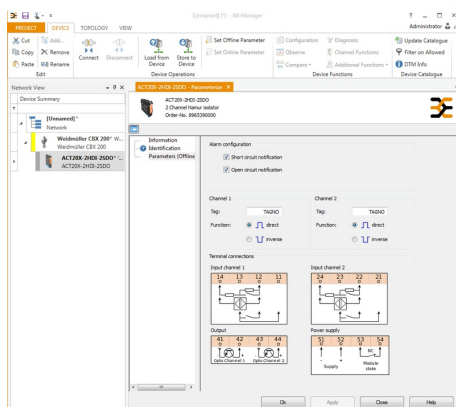 [Unnamed] (*) - WI-Manager
? _ □ X
PROJECT DEVICE TOPOLOGY VIEW Administrator
Cut Add... Connect Disconnect Load from Device Store to Device Set Offline Parameter Configuration Diagnosis Update Catalogue
Copy Remove Set Online Parameter Observe Channel Functions Filter on Allowed
Paste Rename Compare Additional Functions DTM Info
Edit Device Operations Device Functions Device Catalogue
Network View
ACT20X-2HDI-2SDO - Parameterize X
Device Summary
[Unnamed]*
Network
Weidmüller CBX 200* W...
Weidmüller CBX 200
ACT20X-2HDI-2SDO* '...
ACT20X-2HDI-2SDO
ACT20X-2HDI-2SDO
2 Channel Namur isolator
Order-No. 8965390000
Information
Identification
Parameters (Offline
Alarm configuration
Short circuit notification
Open circuit notification
Channel 1
Tag: TAGNO
Function: direct
inverse
Channel 2
Tag: TAGNO
Function: direct
inverse
Terminal connections
Input channel 1
14 13 12 11
Input channel 2
24 23 22 21
Output
41 42 43 44
Opto Channel 1 Opto Channel 2
Power supply
51 52 53 54
- +
NC
Supply
Module state
Ok Apply Close Help